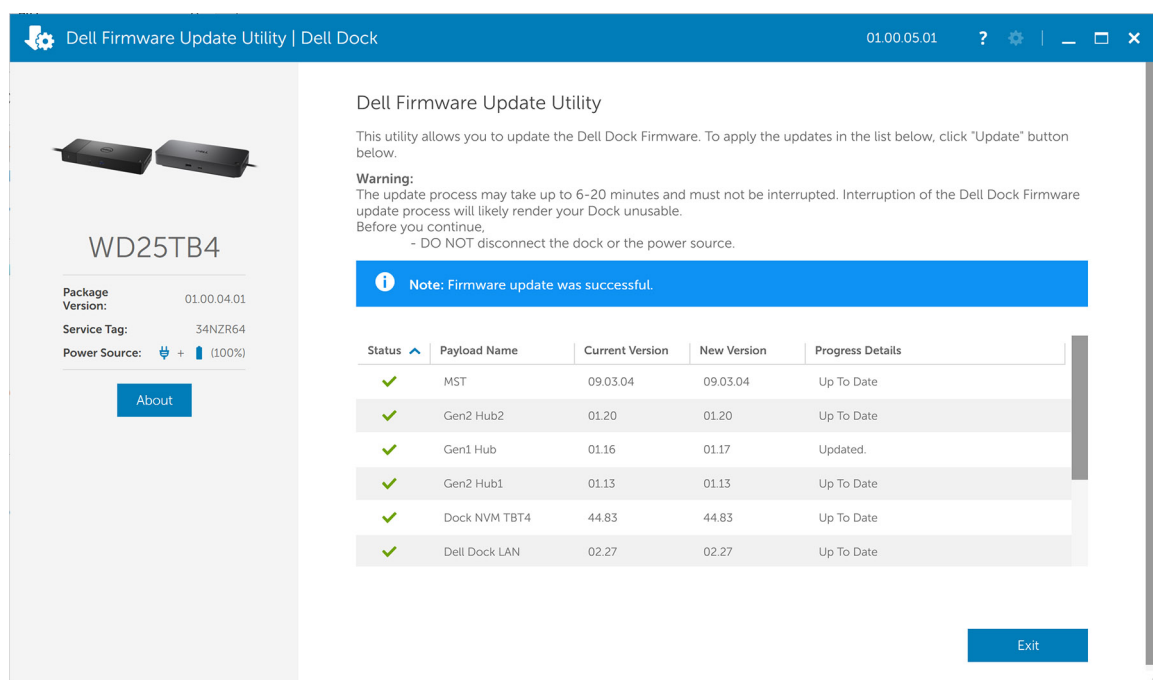 Dell Firmware Update Utility | Dell Dock
01.00.05.01
?
Dell Firmware Update Utility
This utility allows you to update the Dell Dock Firmware. To apply the updates in the list below, click "Update" button
below.
Warning:
The update process may take up to 6-20 minutes and must not be interrupted. Interruption of the Dell Dock Firmware
update process will likely render your Dock unusable.
Before you continue,
- DO NOT disconnect the dock or the power source.
WD25TB4
Package
Version:
01.00.04.01
Service Tag: 34NZR64
Power Source: + (100%)
About
Note: Firmware update was successful.
Status Payload Name Current Version New Version Progress Details
MST 09.03.04 09.03.04 Up To Date
Gen2 Hub2 01.20 01.20 Up To Date
Gen1 Hub 01.16 01.17 Updated.
Gen2 Hub1 01.13 01.13 Up To Date
Dock NVM TBT4 44.83 44.83 Up To Date
Dell Dock LAN 02.27 02.27 Up To Date
Exit